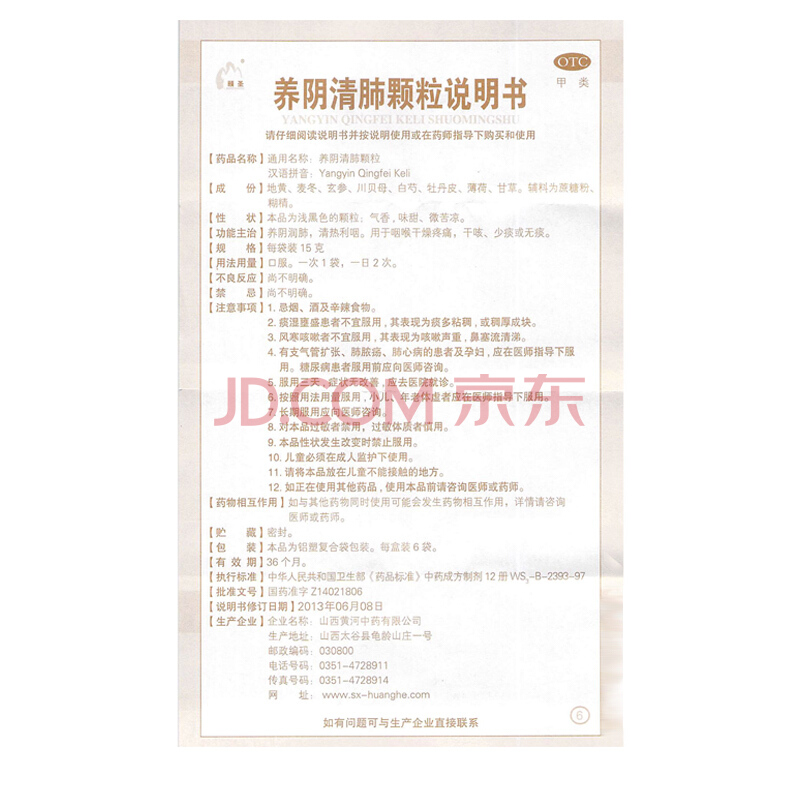 颐圣
OTC
甲类
养阴清肺颗粒说明书
YANGYIN QINGFEI KELI SHUOMINGSHU
请仔细阅读说明书并按说明使用或在药师指导下购买和使用
【药品名称】通用名称：养阴清肺颗粒
汉语拼音：Yangyin Qingfei Keli
【成　份】地黄、麦冬、玄参、川贝母、白芍、牡丹皮、薄荷、甘草。辅料为蔗糖粉、
糊精。
【性　状】本品为浅黑色的颗粒；气香，味甜、微苦凉。
【功能主治】养阴润肺，清热利咽。用于咽喉干燥疼痛，干咳、少痰或无痰。
【规　格】每袋装 15 克
【用法用量】口服。一次 1 袋，一日 2 次。
【不良反应】尚不明确。
【禁　忌】尚不明确。
【注意事项】1. 忌烟、酒及辛辣食物。
2. 痰湿壅盛患者不宜服用，其表现为痰多粘稠，或稠厚成块。
3. 风寒咳嗽者不宜服用，其表现为咳嗽声重，鼻塞流清涕。
4. 有支气管扩张、肺脓疡、肺心病的患者及孕妇，应在医师指导下服
用。糖尿病患者服用前应向医师咨询。
5. 服用三天，症状无改善，应去医院就诊。
6. 按照用法用量服用，小儿、年老体虚者应在医师指导下服用。
JD.COM 京东
7. 长期服用应向医师咨询。
8. 对本品过敏者禁用，过敏体质者慎用。
9. 本品性状发生改变时禁止服用。
10. 儿童必须在成人监护下使用。
11. 请将本品放在儿童不能接触的地方。
12. 如正在使用其他药品，使用本品前请咨询医师或药师。
【药物相互作用】如与其他药物同时使用可能会发生药物相互作用，详情请咨询
医师或药师。
【贮　藏】密封。
【包　装】本品为铝塑复合袋包装。每盒装 6 袋。
【有 效 期】36 个月。
【执行标准】中华人民共和国卫生部《药品标准》中药成方制剂 12 册 WS₃-B-2393-97
【批准文号】国药准字 Z14021806
【说明书修订日期】2013年06月08日
【生产企业】企业名称：山西黄河中药有限公司
生产地址：山西太谷县龟龄山庄一号
邮政编码：030800
电话号码：0351-4728911
传真号码：0351-4728914
网　址：www.sx-huanghe.com
如有问题可与生产企业直接联系
6